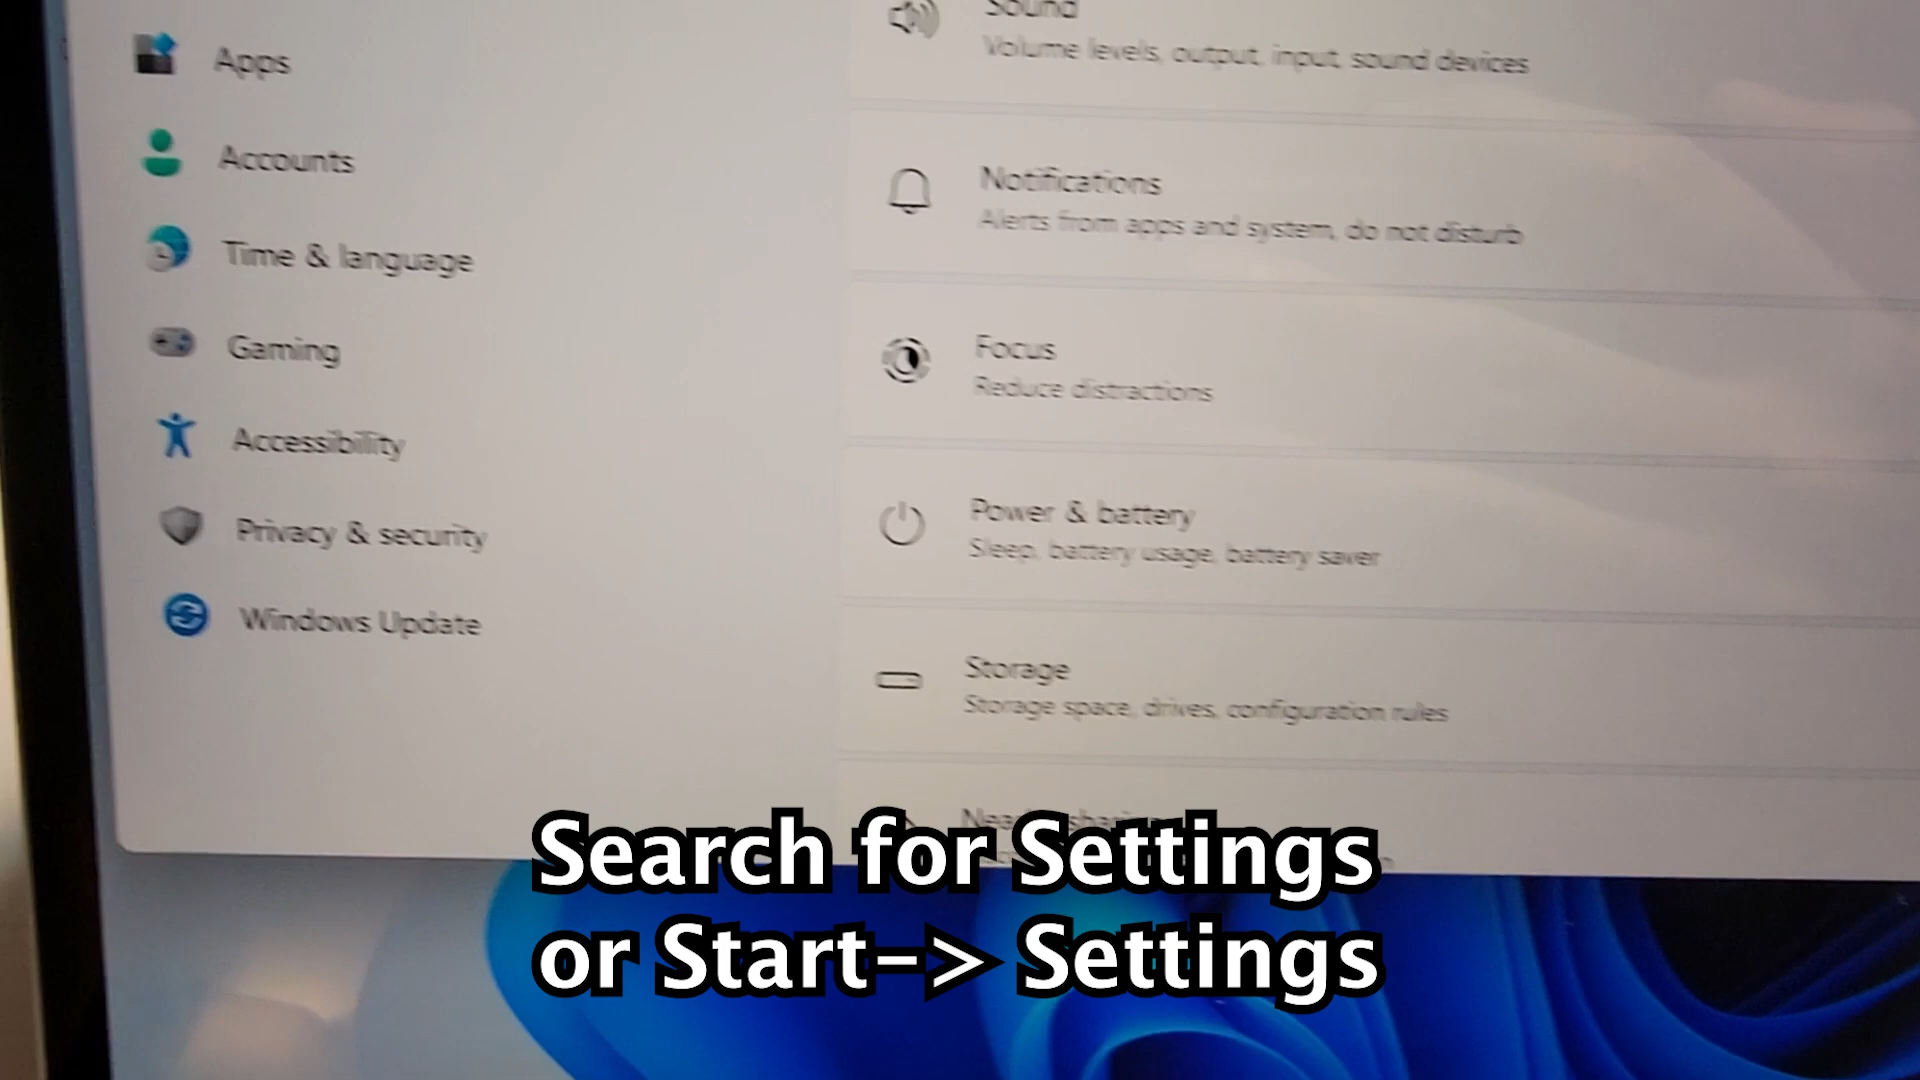 Apps
Accounts
Time & language
Gaming
Accessibility
Privacy & security
Windows Update
Sound
Volume levels, output, input, sound devices
Notifications
Alerts from apps and system, do not disturb
Focus
Reduce distractions
Power & battery
Sleep, battery usage, battery saver
Storage
Storage space, drives, configuration rules
Search for Settings
or Start-> Settings